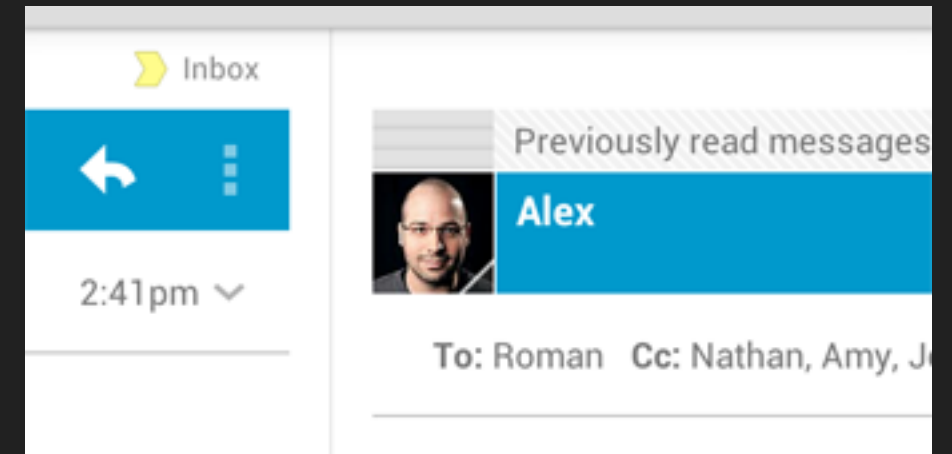 Inbox
2:41pm
Previously read messages
Alex
To: Roman Cc: Nathan, Amy,